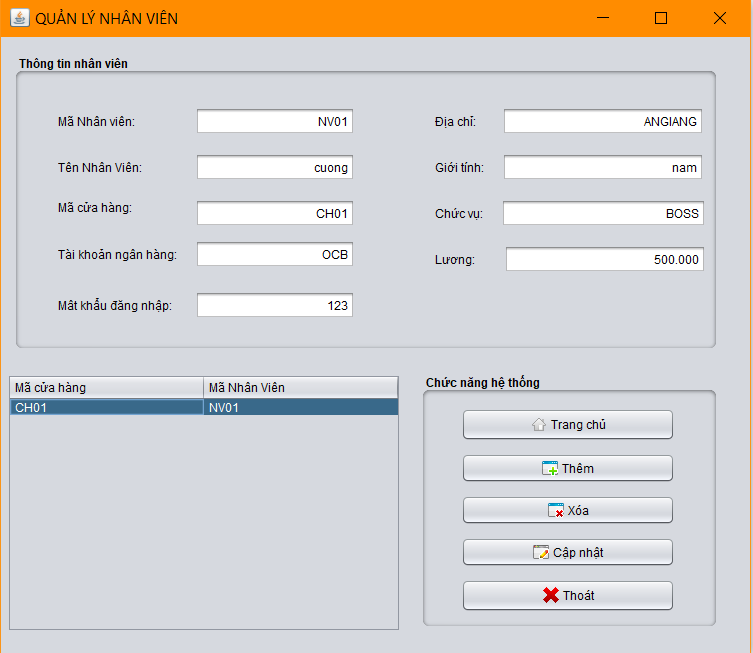 QUẢN LÝ NHÂN VIÊN
Thông tin nhân viên
Mã Nhân viên: NV01 Địa chỉ: ANGIANG
Tên Nhân Viên: cuong Giới tính: nam
Mã cửa hàng: CH01 Chức vụ: BOSS
Tài khoản ngân hàng: OCB Lương: 500.000
Mât khẩu đăng nhập: 123
Mã cửa hàng Mã Nhân Viên
CH01 NV01
Chức năng hệ thống
Trang chủ
Thêm
Xóa
Cập nhật
Thoát